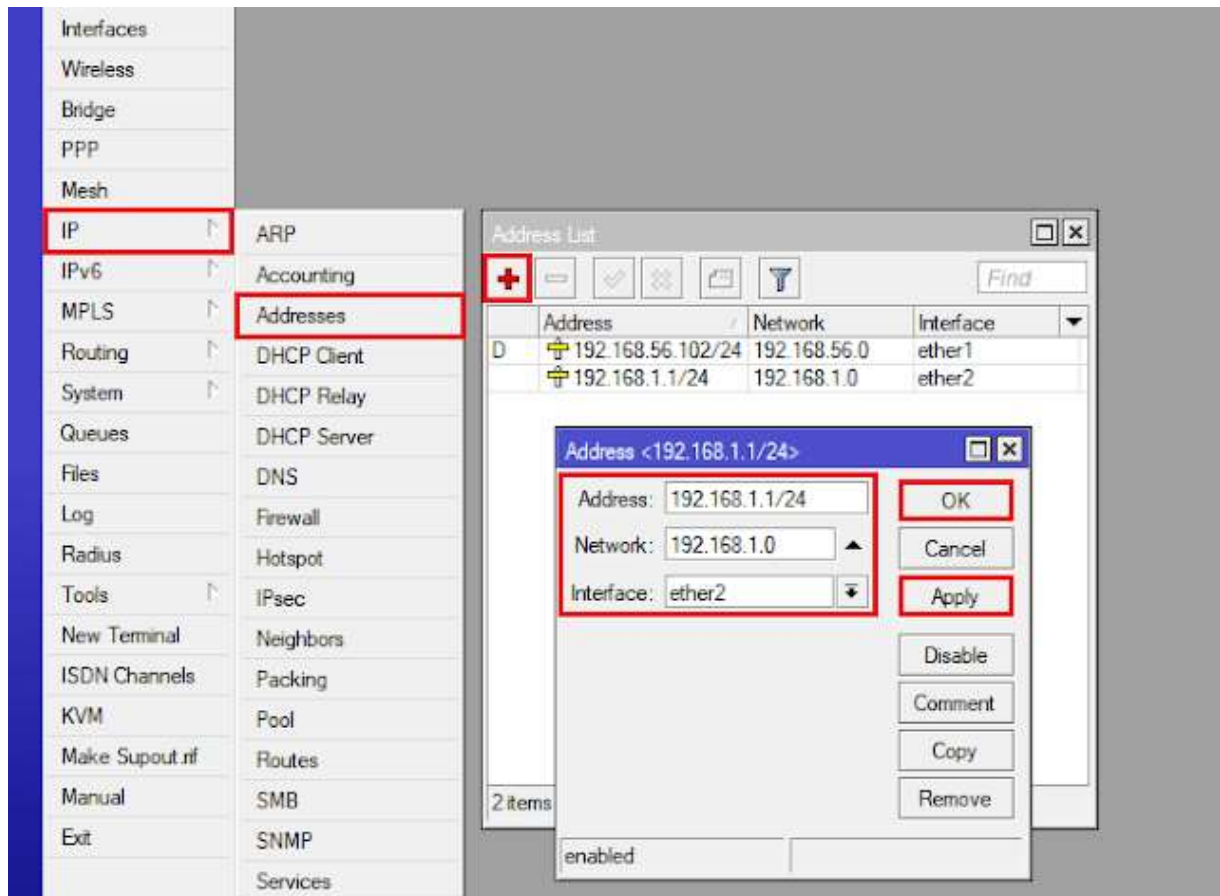 Interfaces
Wireless
Bridge
PPP
Mesh
IP
IPv6
MPLS
Routing
System
Queues
Files
Log
Radius
Tools
New Terminal
ISDN Channels
KVM
Make Supout.rif
Manual
Exit
ARP
Accounting
Addresses
DHCP Client
DHCP Relay
DHCP Server
DNS
Firewall
Hotspot
IPsec
Neighbors
Packing
Pool
Routes
SMB
SNMP
Services
Address List
Find
Address Network Interface
D 192.168.56.102/24 192.168.56.0 ether1
192.168.1.1/24 192.168.1.0 ether2
2 items
Address <192.168.1.1/24>
Address: 192.168.1.1/24
Network: 192.168.1.0
Interface: ether2
OK
Cancel
Apply
Disable
Comment
Copy
Remove
enabled